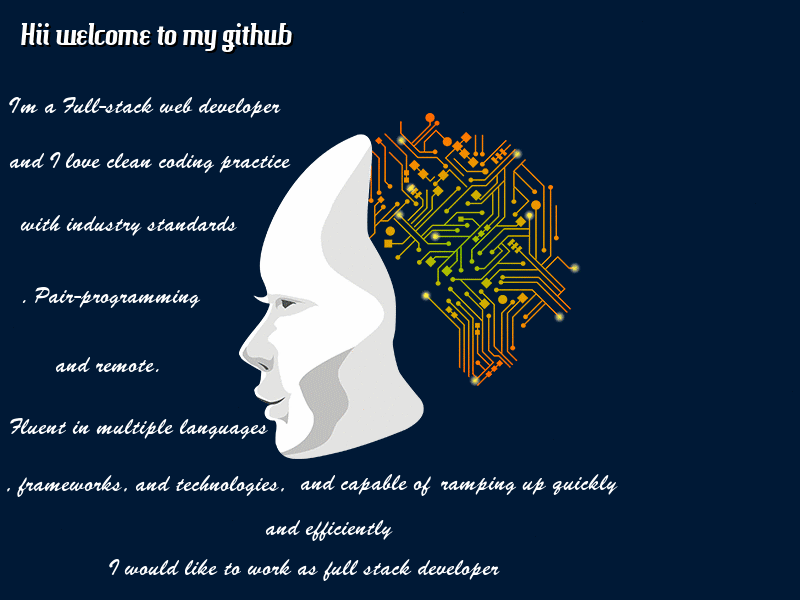 Hii welcome to my github
Im a Full-stack web developer
and I love clean coding practice
with industry standards
, Pair-programming
and remote.
Fluent in multiple languages
, frameworks, and technologies, and capable of ramping up quickly
and efficiently
I would like to work as full stack developer